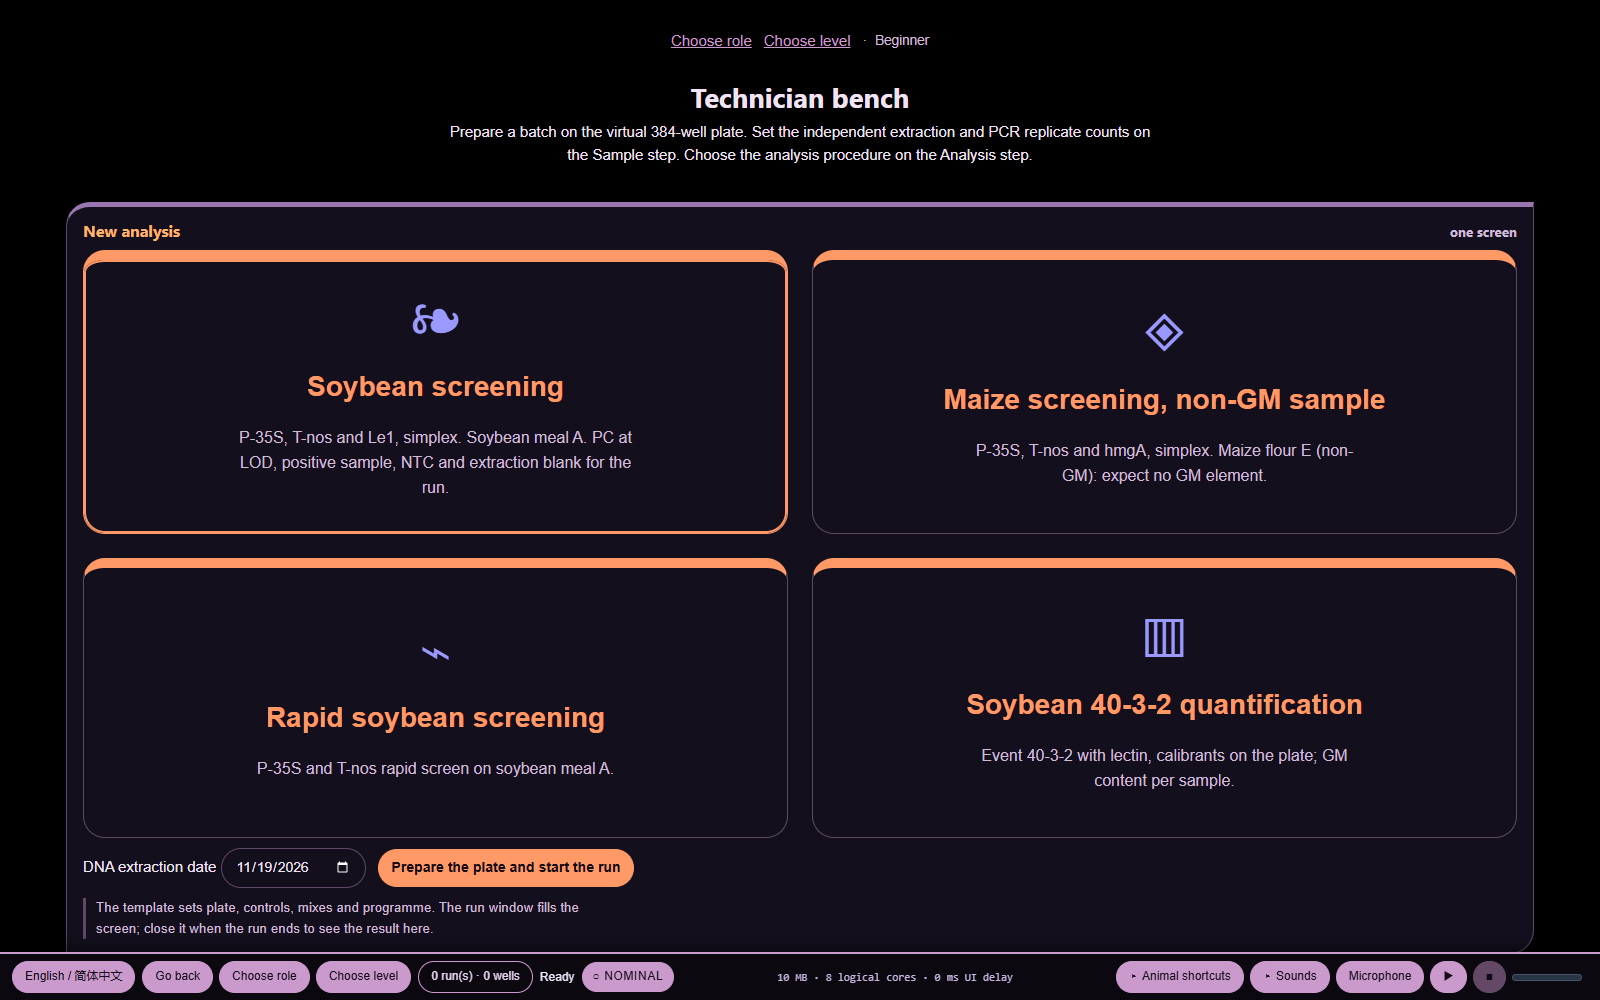 Choose role Choose level · Beginner
Technician bench
Prepare a batch on the virtual 384-well plate. Set the independent extraction and PCR replicate counts on
the Sample step. Choose the analysis procedure on the Analysis step.
New analysis one screen
Soybean screening
P-35S, T-nos and Le1, simplex. Soybean meal A. PC at
LOD, positive sample, NTC and extraction blank for the
run.
Maize screening, non-GM sample
P-35S, T-nos and hmgA, simplex. Maize flour E (non-
GM): expect no GM element.
Rapid soybean screening
P-35S and T-nos rapid screen on soybean meal A.
Soybean 40-3-2 quantification
Event 40-3-2 with lectin, calibrants on the plate; GM
content per sample.
DNA extraction date 11/19/2026 Prepare the plate and start the run
The template sets plate, controls, mixes and programme. The run window fills the
screen; close it when the run ends to see the result here.
English / 简体中文 Go back Choose role Choose level 0 run(s) · 0 wells Ready ○ NOMINAL 10 MB · 8 logical cores · 0 ms UI delay ▸ Animal shortcuts ▸ Sounds Microphone